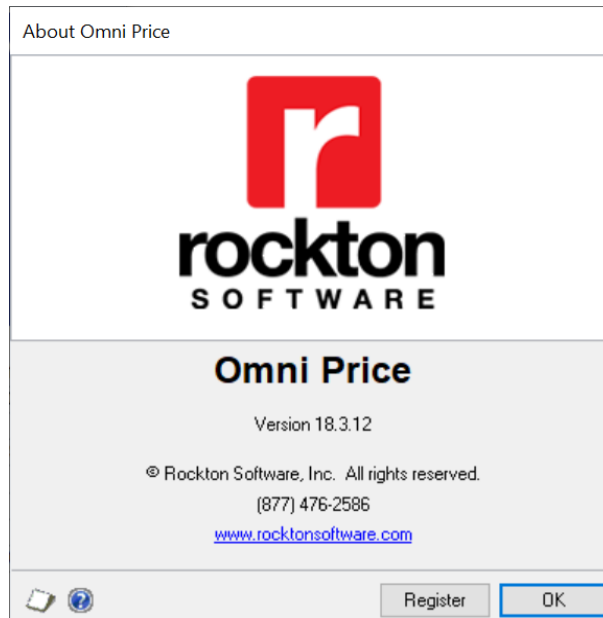 About Omni Price
r
rockton
SOFTWARE
Omni Price
Version 18.3.12
© Rockton Software, Inc. All rights reserved.
(877) 476-2586
www.rocktonsoftware.com
?
Register
OK